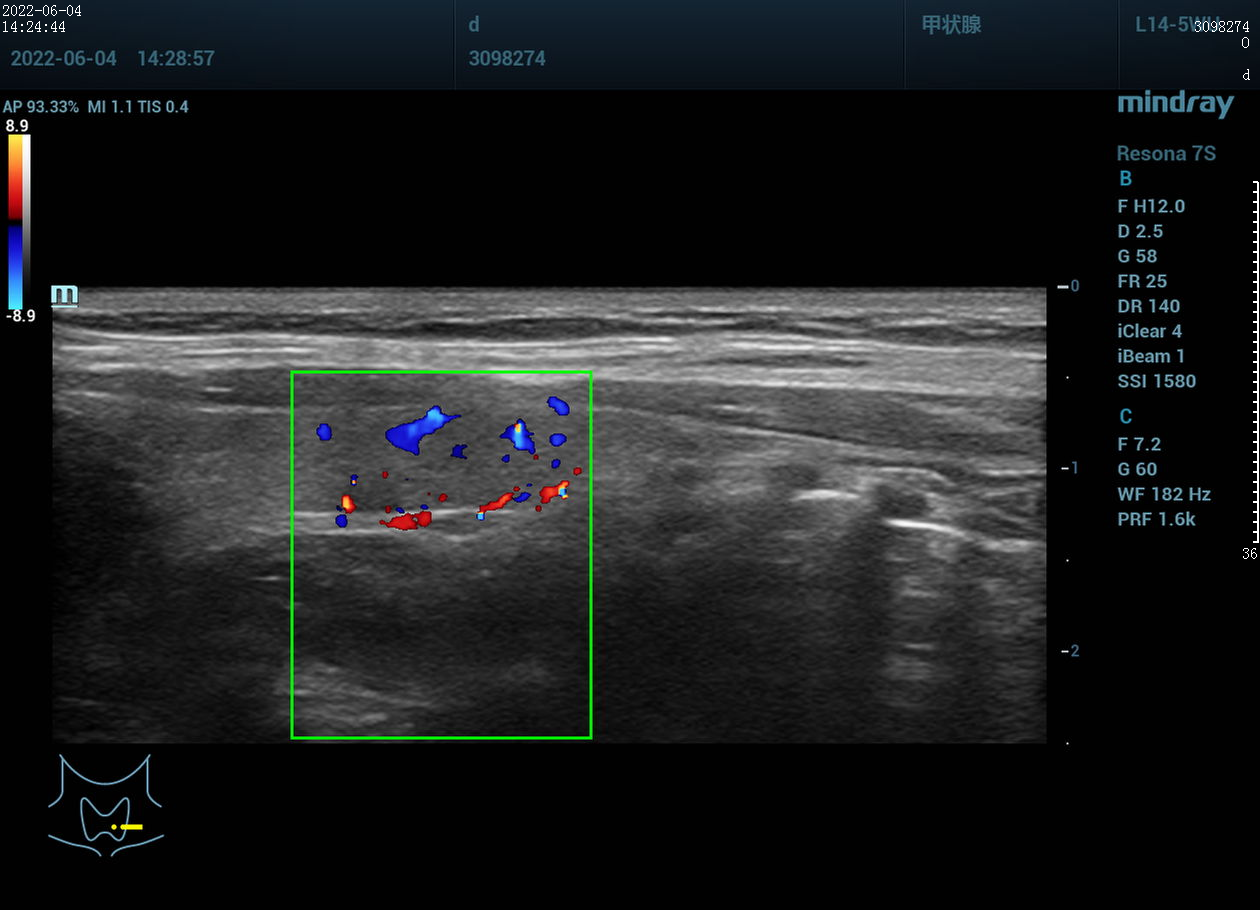 2022-06-04
14:24:44
2022-06-04 14:28:57
d
3098274
甲状腺
L14-5W
3098274
0
d
AP 93.33% MI 1.1 TIS 0.4
8.9
-8.9
m
mindray
Resona 7S
B
F H12.0
D 2.5
G 58
FR 25
DR 140
iClear 4
iBeam 1
SSI 1580
C
F 7.2
G 60
WF 182 Hz
PRF 1.6k
0
1
2
36